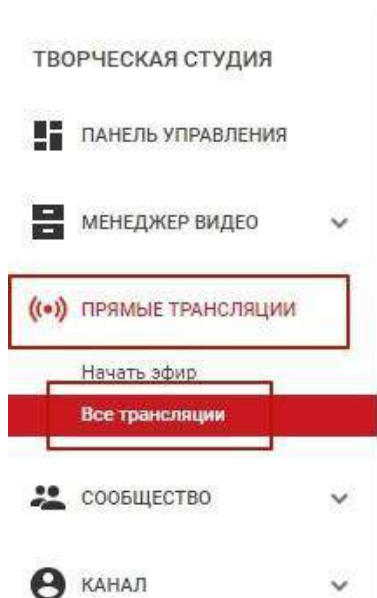 ТВОРЧЕСКАЯ СТУДИЯ
ПАНЕЛЬ УПРАВЛЕНИЯ
МЕНЕДЖЕР ВИДЕО
ПРЯМЫЕ ТРАНСЛЯЦИИ
Начать эфир
Все трансляции
СООБЩЕСТВО
КАНАЛ